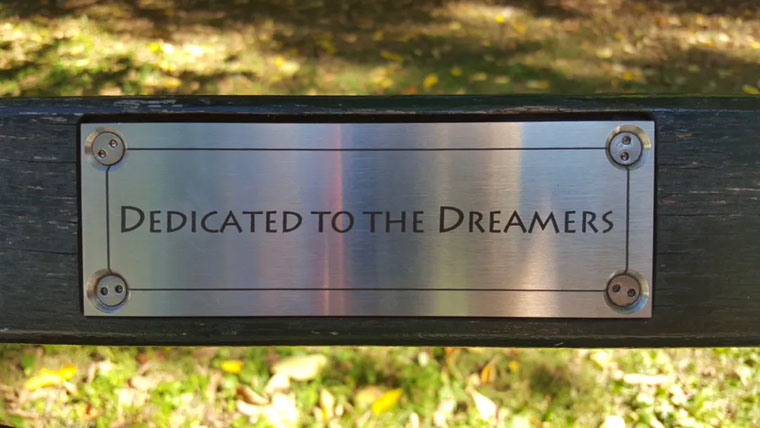 Dedicated to the Dreamers